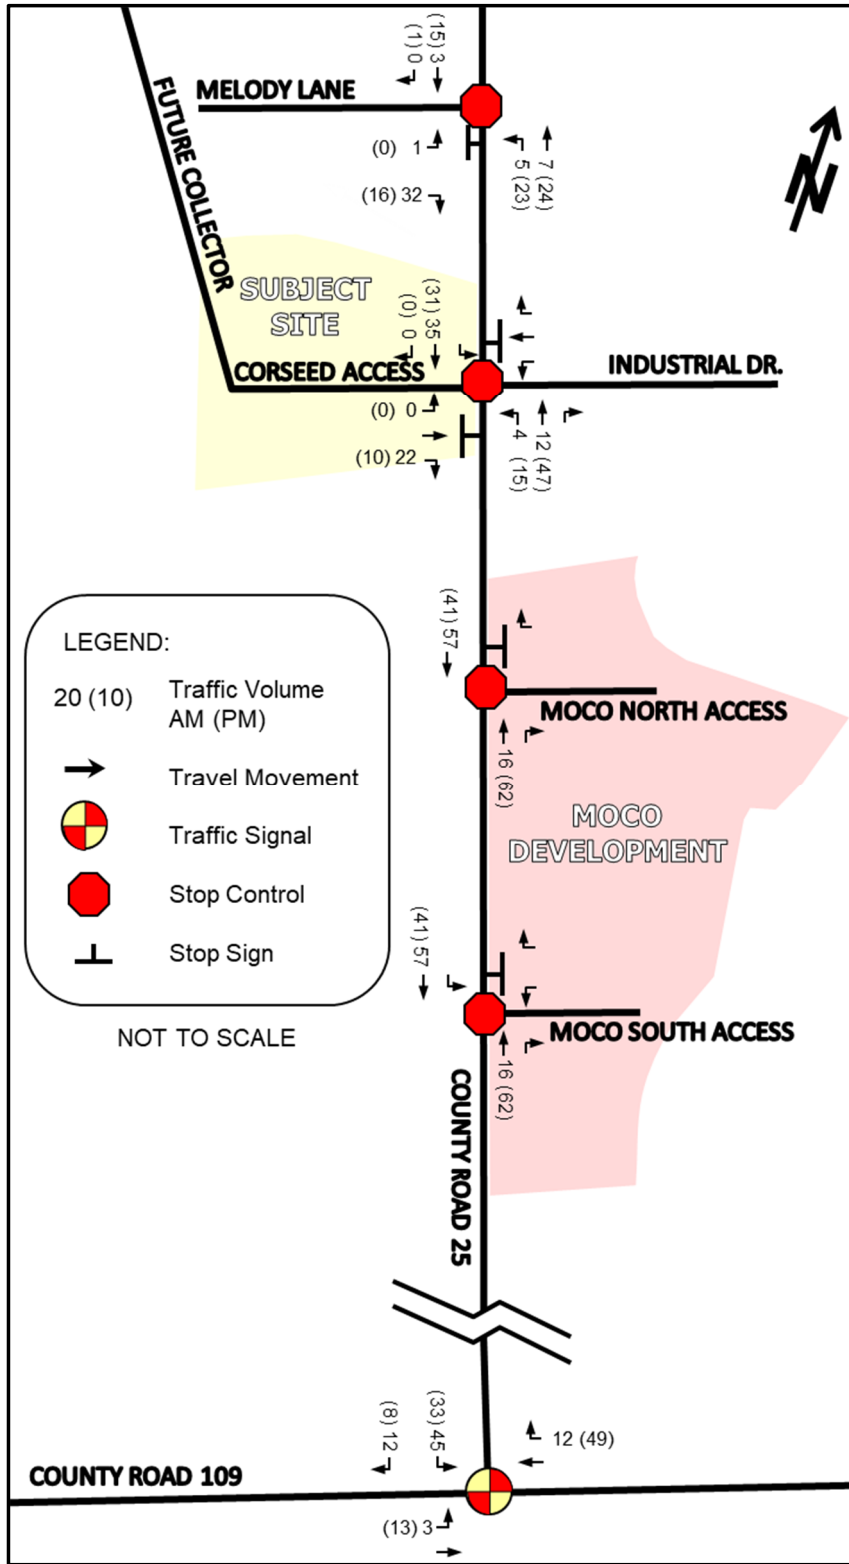 (15) 3
(1) 0
MELODY LANE
FUTURE COLLECTOR
(0) 1
7 (24)
5 (23)
N
(16) 32
SUBJECT
SITE
(31) 35
(0) 0
CORSEED ACCESS
INDUSTRIAL DR.
(0) 0
12 (47)
4 (15)
(10) 22
(41) 57
LEGEND:
20 (10)
Traffic Volume
AM (PM)
Travel Movement
Traffic Signal
Stop Control
Stop Sign
NOT TO SCALE
MOCO NORTH ACCESS
16 (62)
MOCO
DEVELOPMENT
(41) 57
MOCO SOUTH ACCESS
16 (62)
COUNTY ROAD 25
(8) 12
(33) 45
12 (49)
COUNTY ROAD 109
(13) 3